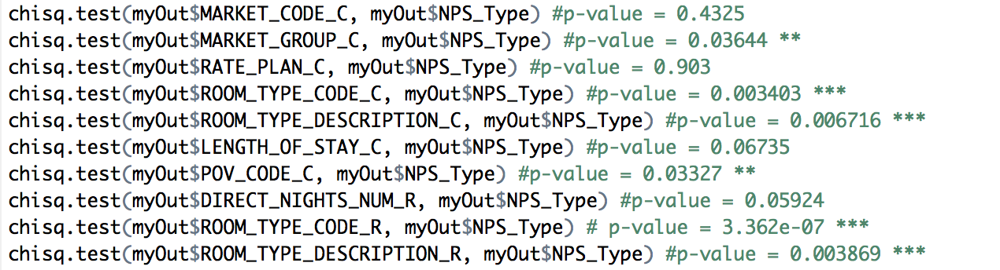 chisq.test(myOut$MARKET_CODE_C, myOut$NPS_Type) #p-value = 0.4325
chisq.test(myOut$MARKET_GROUP_C, myOut$NPS_Type) #p-value = 0.03644 **
chisq.test(myOut$RATE_PLAN_C, myOut$NPS_Type) #p-value = 0.903
chisq.test(myOut$ROOM_TYPE_CODE_C, myOut$NPS_Type) #p-value = 0.003403 ***
chisq.test(myOut$ROOM_TYPE_DESCRIPTION_C, myOut$NPS_Type) #p-value = 0.006716 ***
chisq.test(myOut$LENGTH_OF_STAY_C, myOut$NPS_Type) #p-value = 0.06735
chisq.test(myOut$POV_CODE_C, myOut$NPS_Type) #p-value = 0.03327 **
chisq.test(myOut$DIRECT_NIGHTS_NUM_R, myOut$NPS_Type) #p-value = 0.05924
chisq.test(myOut$ROOM_TYPE_CODE_R, myOut$NPS_Type) # p-value = 3.362e-07 ***
chisq.test(myOut$ROOM_TYPE_DESCRIPTION_R, myOut$NPS_Type) #p-value = 0.003869 ***